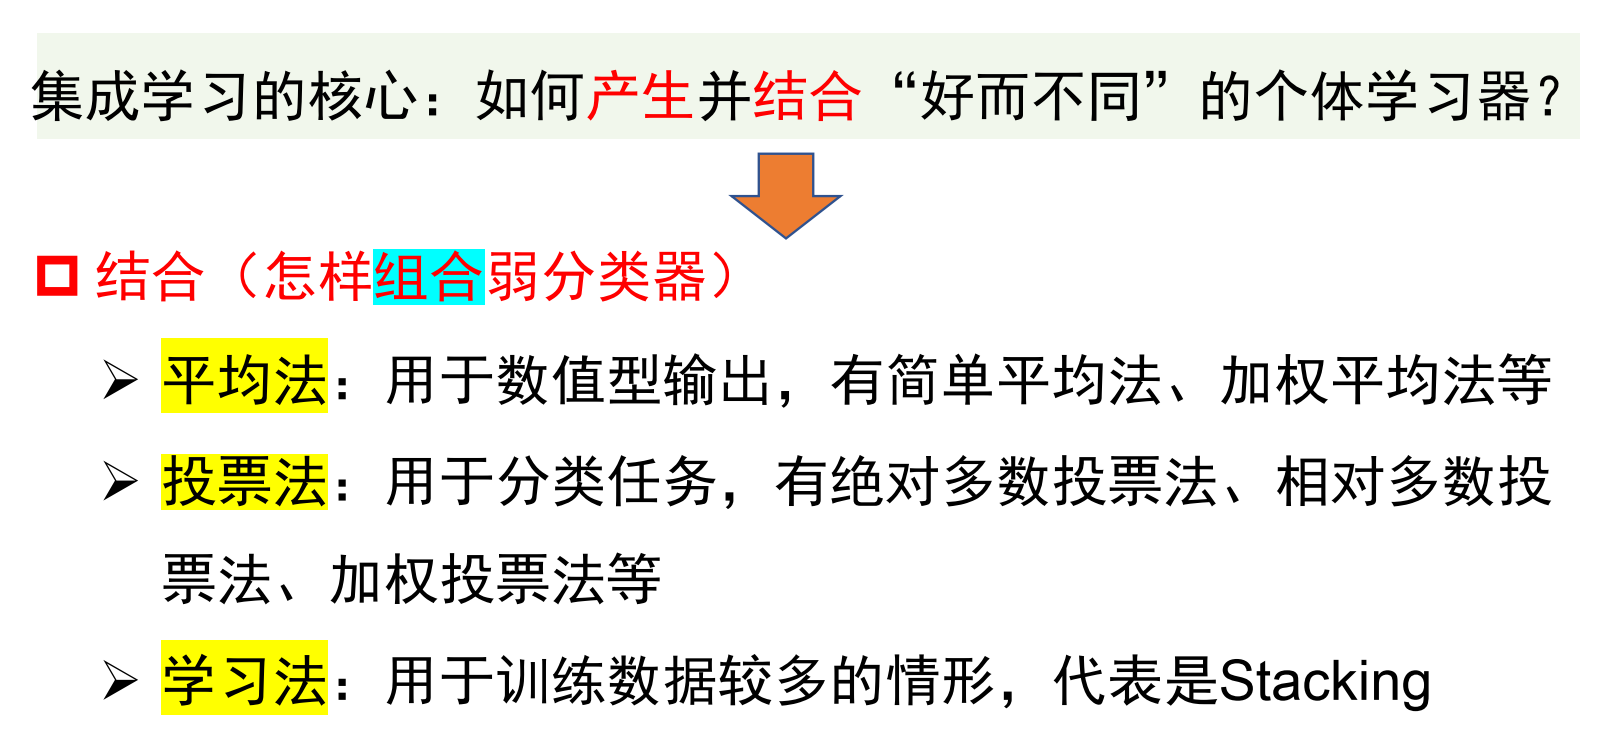 集成学习的核心：如何产生并结合“好而不同”的个体学习器？
结合（怎样组合弱分类器）
平均法：用于数值型输出，有简单平均法、加权平均法等
投票法：用于分类任务，有绝对多数投票法、相对多数投
票法、加权投票法等
学习法：用于训练数据较多的情形，代表是Stacking